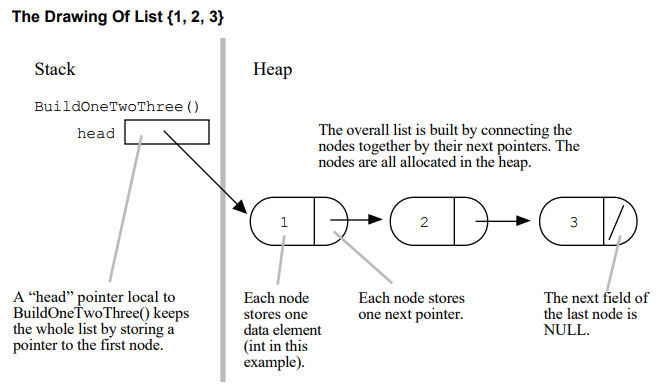 The Drawing Of List {1, 2, 3}
Stack
Heap
BuildOneTwoThree()
head
The overall list is built by connecting the
nodes together by their next pointers. The
nodes are all allocated in the heap.
1
2
3
A “head” pointer local to
BuildOneTwoThree() keeps
the whole list by storing a
pointer to the first node.
Each node
stores one
data element
(int in this
example).
Each node stores
one next pointer.
The next field of
the last node is
NULL.